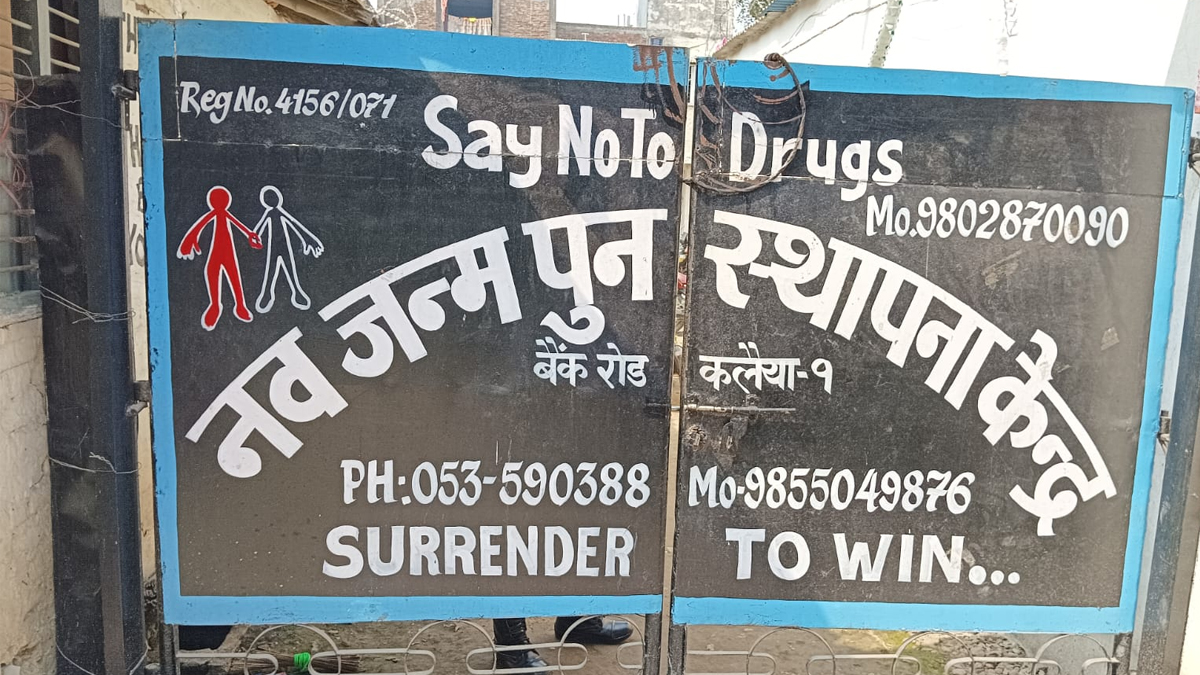 Reg No. 4156/071
Say No To Drugs
Mo.9802870090
नव जन्म पुन स्थापना केन्द्र
बैंक रोड कलैया-१
PH:.053-590388 Mo-9855049876
SURRENDER TO WIN...